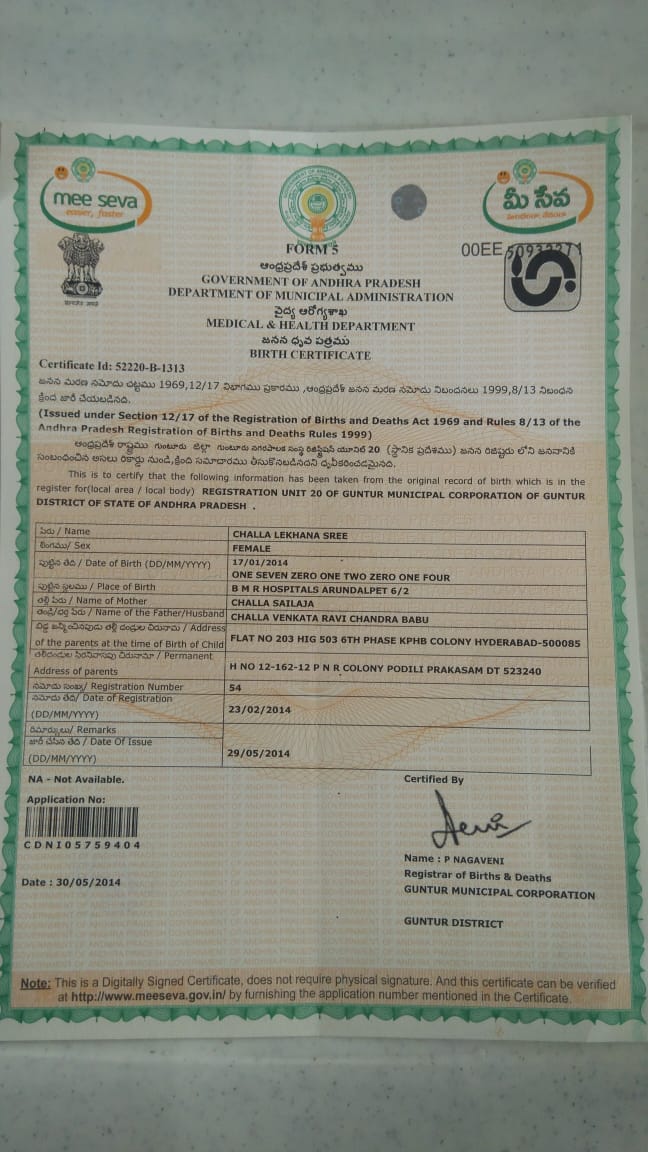 mee seva
easier, faster
మీ సేవ
FORM 5
00EE 50933271
ఆంధ్రప్రదేశ్ ప్రభుత్వము
GOVERNMENT OF ANDHRA PRADESH
DEPARTMENT OF MUNICIPAL ADMINISTRATION
వైద్య ఆరోగ్యశాఖ
MEDICAL & HEALTH DEPARTMENT
జనన ధృవ పత్రము
BIRTH CERTIFICATE
Certificate Id: 52220-B-1313
జనన మరణ నమోదు చట్టము 1969,12/17 విభాగము ప్రకారము ,ఆంధ్రప్రదేశ్ జనన మరణ నమోదు నిబందనలు 1999,8/13 నిబంధన
క్రింద జారీ చేయబడినది.
(Issued under Section 12/17 of the Registration of Births and Deaths Act 1969 and Rules 8/13 of the
Andhra Pradesh Registration of Births and Deaths Rules 1999)
ఆంధ్రప్రదేశ్ రాష్ట్రము గుంటూరు జిల్లా గుంటూరు నగరపాలక సంస్థ రిజిస్ట్రేషన్ యూనిట్ 20 (స్థానిక ప్రదేశము) జనన రిజిష్టరు లోని జననానికి
సంబంధించిన అసలు రికార్డు నుండి,క్రింది సమాచారము తీసుకొనబడినదని ధృవీకరించడమైనది.
This is to certify that the following information has been taken from the original record of birth which is in the
register for(local area / local body) REGISTRATION UNIT 20 OF GUNTUR MUNICIPAL CORPORATION OF GUNTUR
DISTRICT OF STATE OF ANDHRA PRADESH .
పేరు / Name CHALLA LEKHANA SREE
లింగము/ Sex FEMALE
పుట్టిన తేది / Date of Birth (DD/MM/YYYY) 17/01/2014
ONE SEVEN ZERO ONE TWO ZERO ONE FOUR
పుట్టిన స్థలము / Place of Birth B M R HOSPITALS ARUNDALPET 6/2
తల్లి పేరు / Name of Mother CHALLA SAILAJA
తండ్రి/భర్త పేరు / Name of the Father/Husband CHALLA VENKATA RAVI CHANDRA BABU
బిడ్డ జన్మించినపుడు తల్లి దండ్రుల చిరునామ / Address
of the parents at the time of Birth of Child FLAT NO 203 HIG 503 6TH PHASE KPHB COLONY HYDERABAD-500085
తల్లిదండ్రుల స్థిరనివాసపు చిరునామా / Permanent
Address of parents H NO 12-162-12 P N R COLONY PODILI PRAKASAM DT 523240
నమోదు సంఖ్య/ Registration Number 54
నమోదు తేది/ Date of Registration
(DD/MM/YYYY) 23/02/2014
రిమార్కులు/ Remarks
జారీ చేసిన తేది / Date Of Issue
(DD/MM/YYYY) 29/05/2014
NA - Not Available.
Certified By
Application No:
CDNI05759404
Name : P NAGAVENI
Registrar of Births & Deaths
Date : 30/05/2014
GUNTUR MUNICIPAL CORPORATION
GUNTUR DISTRICT
Note: This is a Digitally Signed Certificate, does not require physical signature. And this certificate can be verified
at http://www.meeseva.gov.in/ by furnishing the application number mentioned in the Certificate.